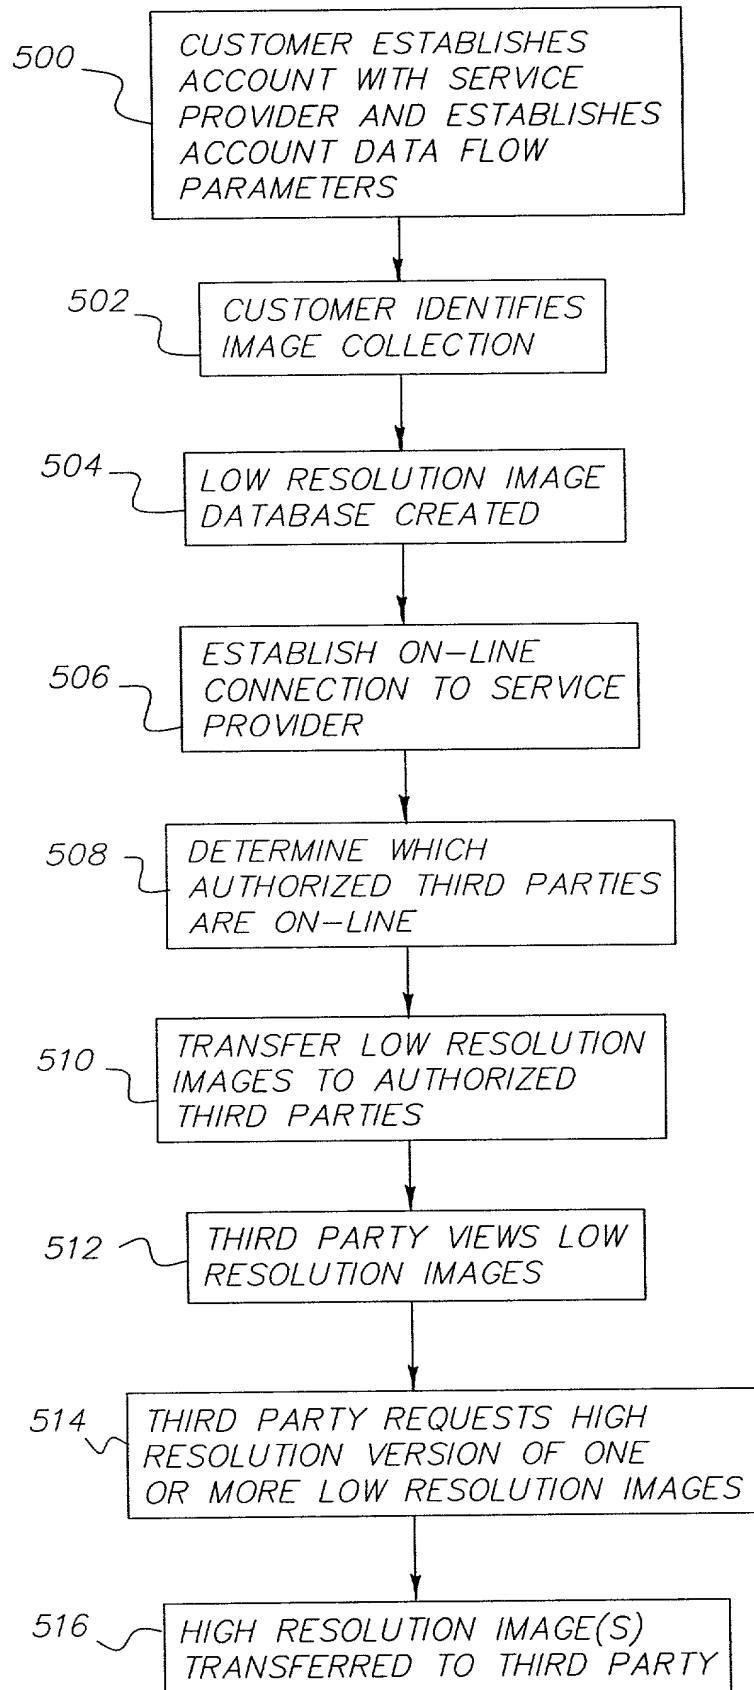 500
CUSTOMER ESTABLISHES
ACCOUNT WITH SERVICE
PROVIDER AND ESTABLISHES
ACCOUNT DATA FLOW
PARAMETERS
502
CUSTOMER IDENTIFIES
IMAGE COLLECTION
504
LOW RESOLUTION IMAGE
DATABASE CREATED
506
ESTABLISH ON-LINE
CONNECTION TO SERVICE
PROVIDER
508
DETERMINE WHICH
AUTHORIZED THIRD PARTIES
ARE ON-LINE
510
TRANSFER LOW RESOLUTION
IMAGES TO AUTHORIZED
THIRD PARTIES
512
THIRD PARTY VIEWS LOW
RESOLUTION IMAGES
514
THIRD PARTY REQUESTS HIGH
RESOLUTION VERSION OF ONE
OR MORE LOW RESOLUTION IMAGES
516
HIGH RESOLUTION IMAGE(S)
TRANSFERRED TO THIRD PARTY